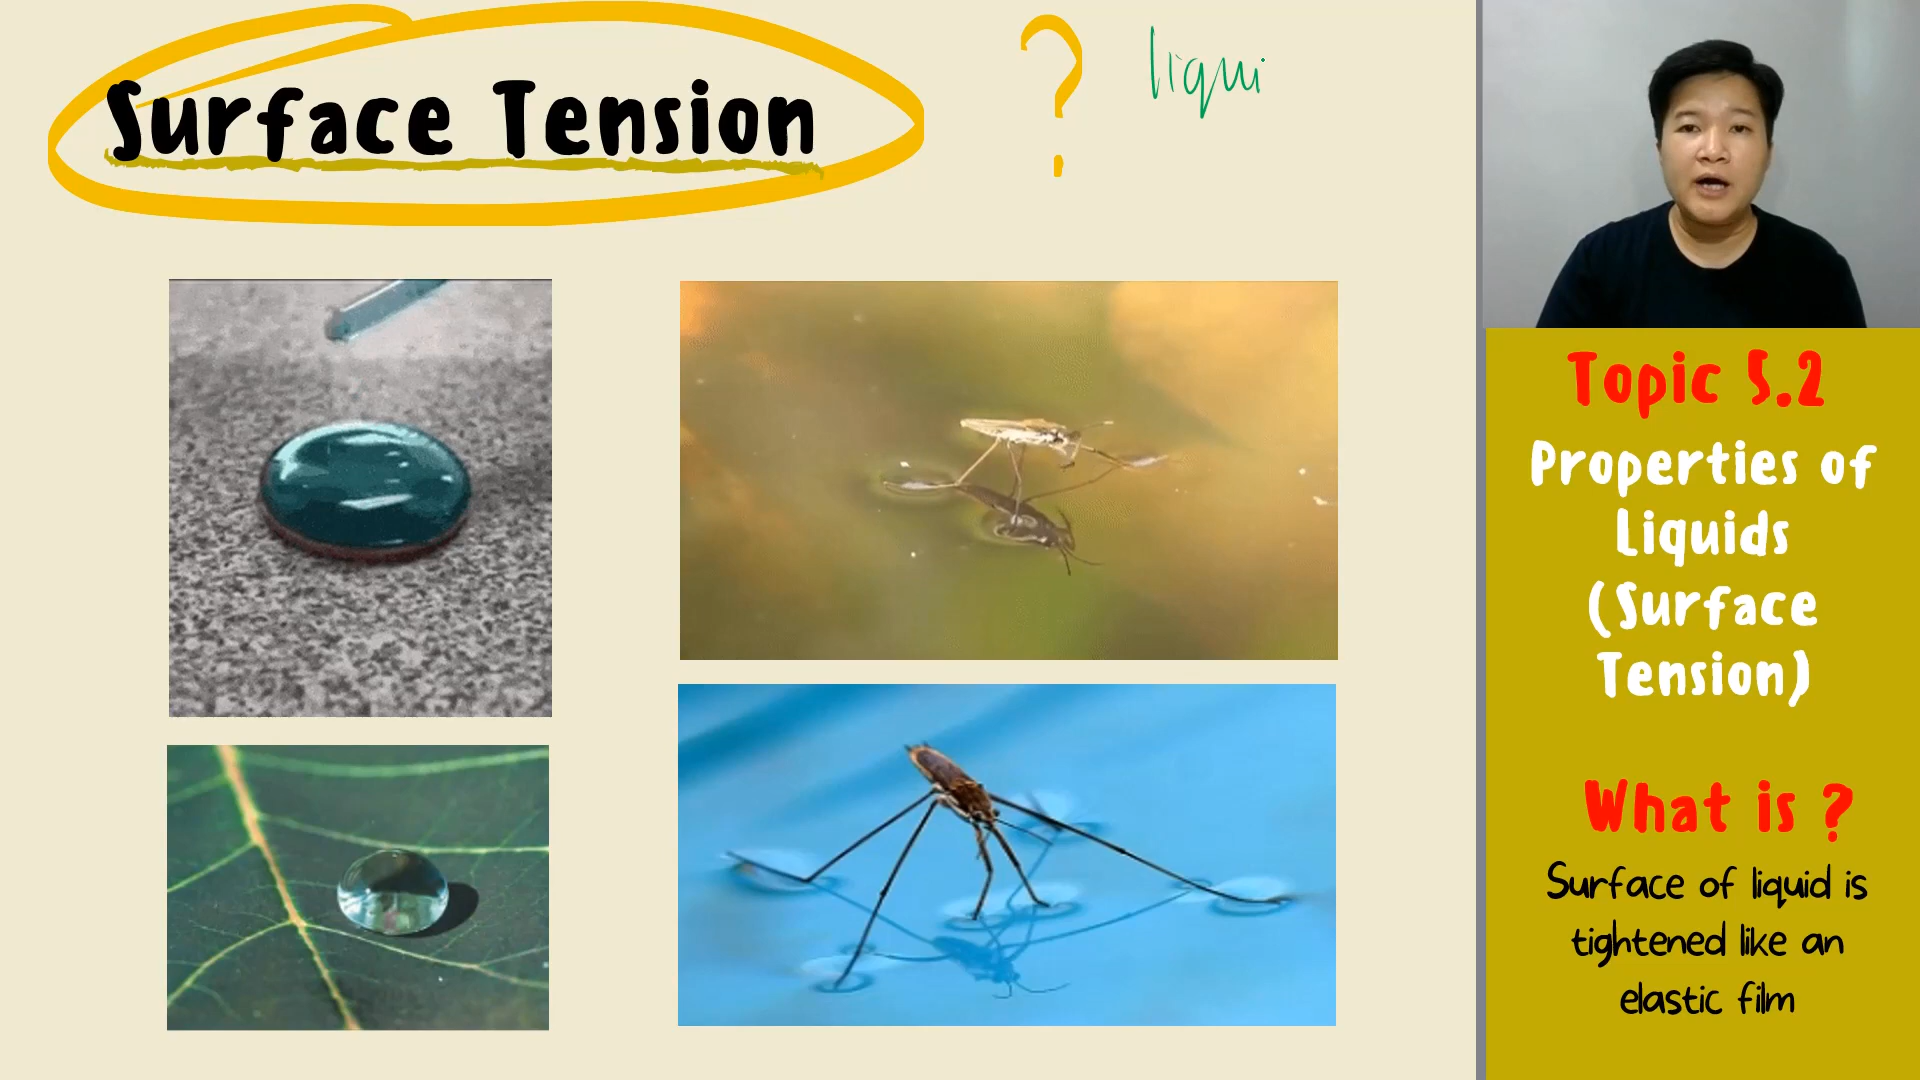 Surface Tension
?
liqui
Topic 5.2
Properties of
Liquids
(Surface
Tension)
What is ?
Surface of liquid is
tightened like an
elastic film